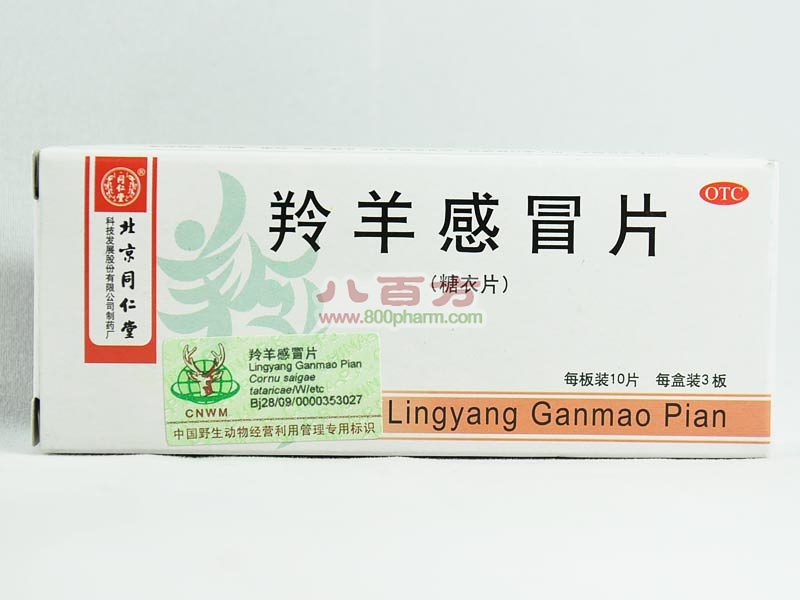 同仁堂
®
北京同仁堂
科技发展股份有限公司制药厂
羚羊感冒片
OTC
（糖衣片）
八百方
www.800pharm.com
每板装10片 每盒装3板
Lingyang Ganmao Pian
羚羊感冒片
Lingyang Ganmao Pian
Cornu saigae
tataricae/W/etc
Bj28/09/0000353027
CNWM
中国野生动物经营利用管理专用标识